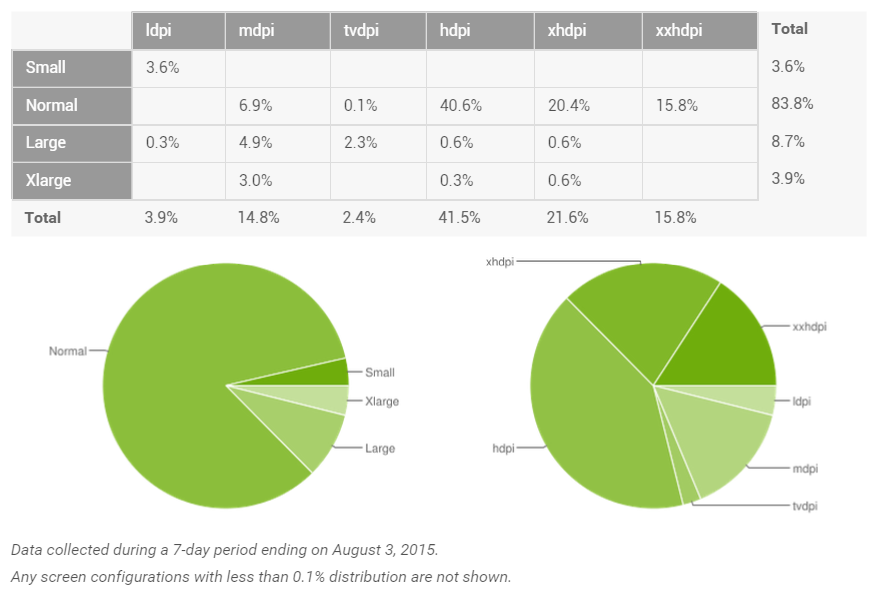 ldpi mdpi tvdpi hdpi xhdpi xxhdpi Total
Small 3.6% 3.6%
Normal 6.9% 0.1% 40.6% 20.4% 15.8% 83.8%
Large 0.3% 4.9% 2.3% 0.6% 0.6% 8.7%
Xlarge 3.0% 0.3% 0.6% 3.9%
Total 3.9% 14.8% 2.4% 41.5% 21.6% 15.8%
Normal
Small
Xlarge
Large
xhdpi
xxhdpi
ldpi
hdpi
mdpi
tvdpi
Data collected during a 7-day period ending on August 3, 2015.
Any screen configurations with less than 0.1% distribution are not shown.